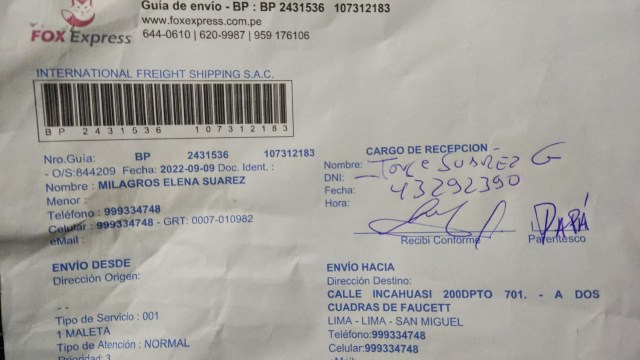 Guía de envio - BP : BP 2431536 107312183
www.foxexpress.com.pe
FOX Express 644-0610 | 620-9987 | 959 176106
INTERNATIONAL FREIGHT SHIPPING S.A.C.
BP 2431536 107312183
Nro.Guía: BP 2431536 107312183
- O/S:844209 Fecha: 2022-09-09 Doc. Ident. :
Nombre : MILAGROS ELENA SUAREZ
Menor :
Teléfono : 999334748
Celular : 999334748 - GRT: 0007-010982
eMail :
ENVÍO DESDE
Dirección Origen:
- -
Tipo de Servicio : 001
1 MALETA
Tipo de Atención : NORMAL
Prioridad : 3
CARGO DE RECEPCION -
Nombre: Jorge SUAREZ G
DNI: 43292390
Fecha:
Hora:
PAPÁ
Recibí Conforme Parentesco
ENVÍO HACIA
Dirección Destino:
CALLE INCAHUASI 200DPTO 701. - A DOS
CUADRAS DE FAUCETT
LIMA - LIMA - SAN MIGUEL
Teléfono:999334748
Celular:999334748